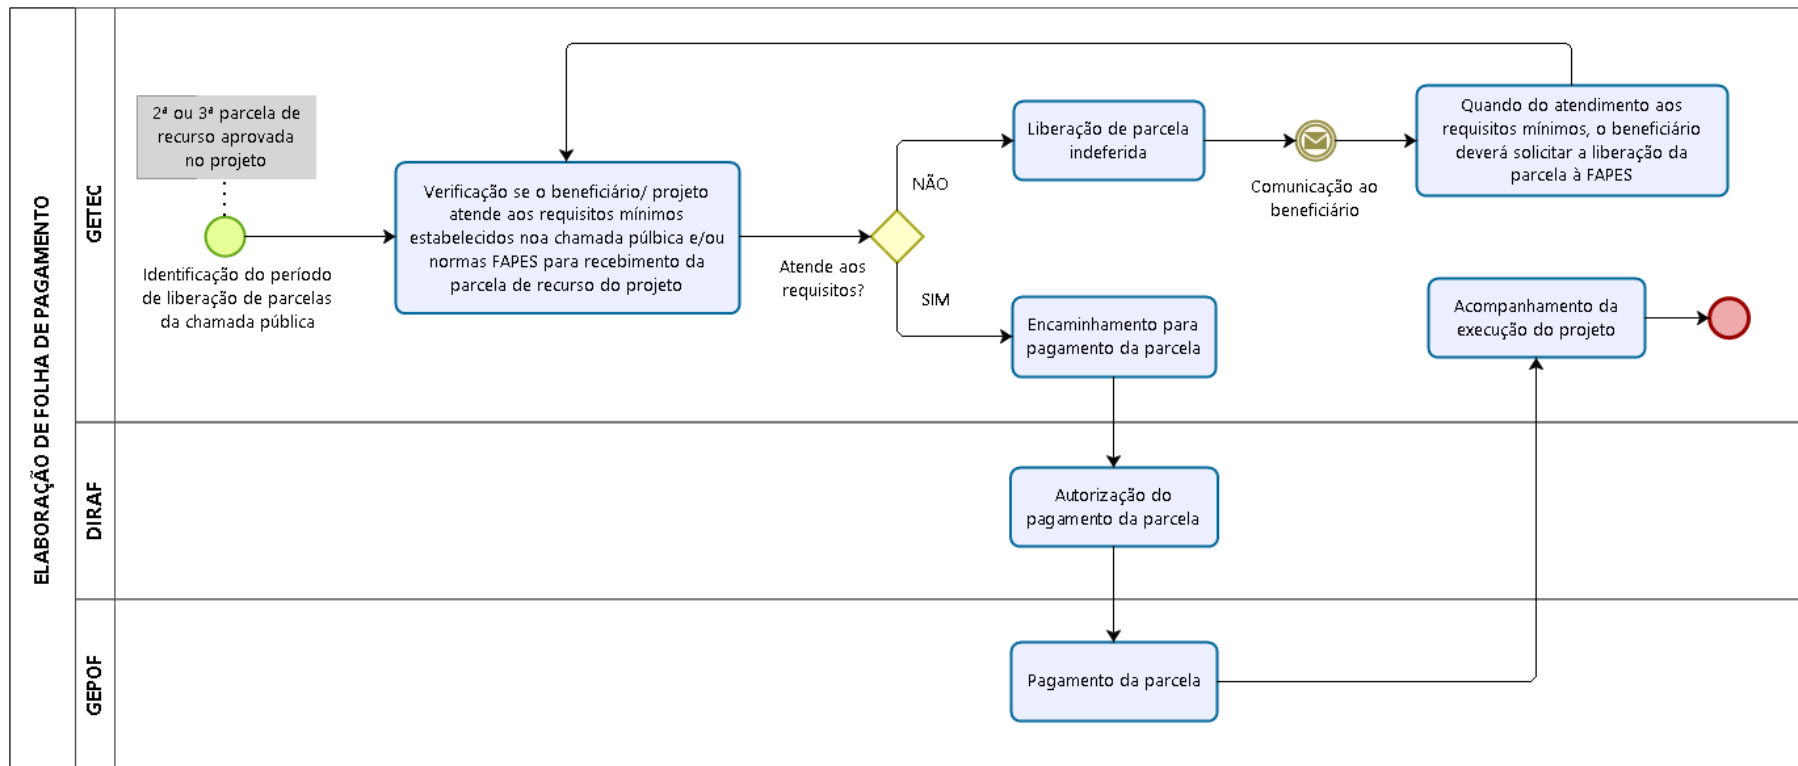 ELABORAÇÃO DE FOLHA DE PAGAMENTO
GETEC
2ª ou 3ª parcela de
recurso aprovada
no projeto
Identificação do período
de liberação de parcelas
da chamada pública
Verificação se o beneficiário/ projeto
atende aos requisitos mínimos
estabelecidos noa chamada púlbica e/ou
normas FAPES para recebimento da
parcela de recurso do projeto
Atende aos
requisitos?
NÃO
Liberação de parcela
indeferida
Comunicação ao
beneficiário
Quando do atendimento aos
requisitos mínimos, o beneficiário
deverá solicitar a liberação da
parcela à FAPES
SIM
Encaminhamento para
pagamento da parcela
Acompanhamento da
execução do projeto
DIRAF
Autorização do
pagamento da parcela
GEPOF
Pagamento da parcela